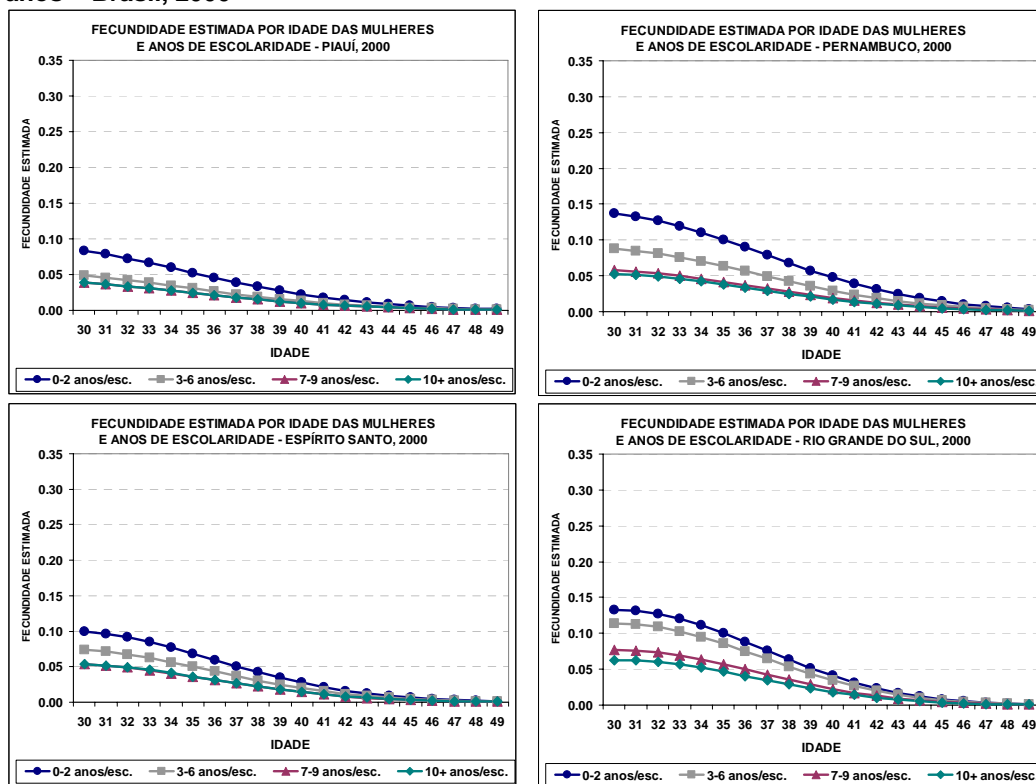 anos – Brasil, 2000
FECUNDIDADE ESTIMADA POR IDADE DAS MULHERES
E ANOS DE ESCOLARIDADE - PIAUÍ, 2000
0.35
0.30
0.25
0.20
0.15
0.10
0.05
0.00
FECUNDIDADE ESTIMADA
30 31 32 33 34 35 36 37 38 39 40 41 42 43 44 45 46 47 48 49
IDADE
0-2 anos/esc. 3-6 anos/esc. 7-9 anos/esc. 10+ anos/esc.
FECUNDIDADE ESTIMADA POR IDADE DAS MULHERES
E ANOS DE ESCOLARIDADE - PERNAMBUCO, 2000
0.35
0.30
0.25
0.20
0.15
0.10
0.05
0.00
FECUNDIDADE ESTIMADA
30 31 32 33 34 35 36 37 38 39 40 41 42 43 44 45 46 47 48 49
IDADE
0-2 anos/esc. 3-6 anos/esc. 7-9 anos/esc. 10+ anos/esc.
FECUNDIDADE ESTIMADA POR IDADE DAS MULHERES
E ANOS DE ESCOLARIDADE - ESPÍRITO SANTO, 2000
0.35
0.30
0.25
0.20
0.15
0.10
0.05
0.00
FECUNDIDADE ESTIMADA
30 31 32 33 34 35 36 37 38 39 40 41 42 43 44 45 46 47 48 49
IDADE
0-2 anos/esc. 3-6 anos/esc. 7-9 anos/esc. 10+ anos/esc.
FECUNDIDADE ESTIMADA POR IDADE DAS MULHERES
E ANOS DE ESCOLARIDADE - RIO GRANDE DO SUL, 2000
0.35
0.30
0.25
0.20
0.15
0.10
0.05
0.00
FECUNDIDADE ESTIMADA
30 31 32 33 34 35 36 37 38 39 40 41 42 43 44 45 46 47 48 49
IDADE
0-2 anos/esc. 3-6 anos/esc. 7-9 anos/esc. 10+ anos/esc.